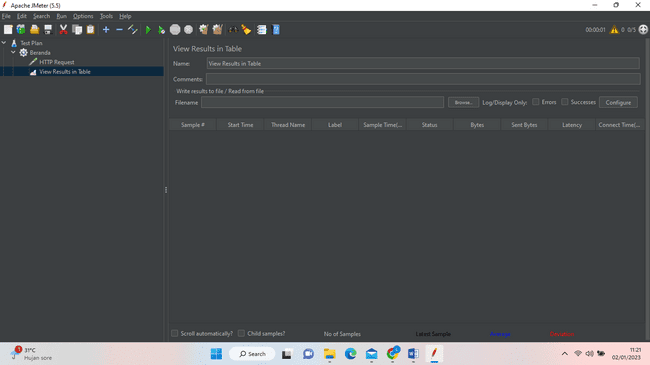 Apache JMeter (5.5)
File Edit Search Run Options Tools Help
00:00:01 0 0/5
Test Plan
Beranda
HTTP Request
View Results in Table
View Results in Table
Name: View Results in Table
Comments:
Write results to file / Read from file
Filename Browse... Log/Display Only: Errors Successes Configure
Sample # Start Time Thread Name Label Sample Time(... Status Bytes Sent Bytes Latency Connect Time(...
Scroll automatically? Child samples? No of Samples Latest Sample Average Deviation
31°C
Hujan sore
Search
11:21
02/01/2023